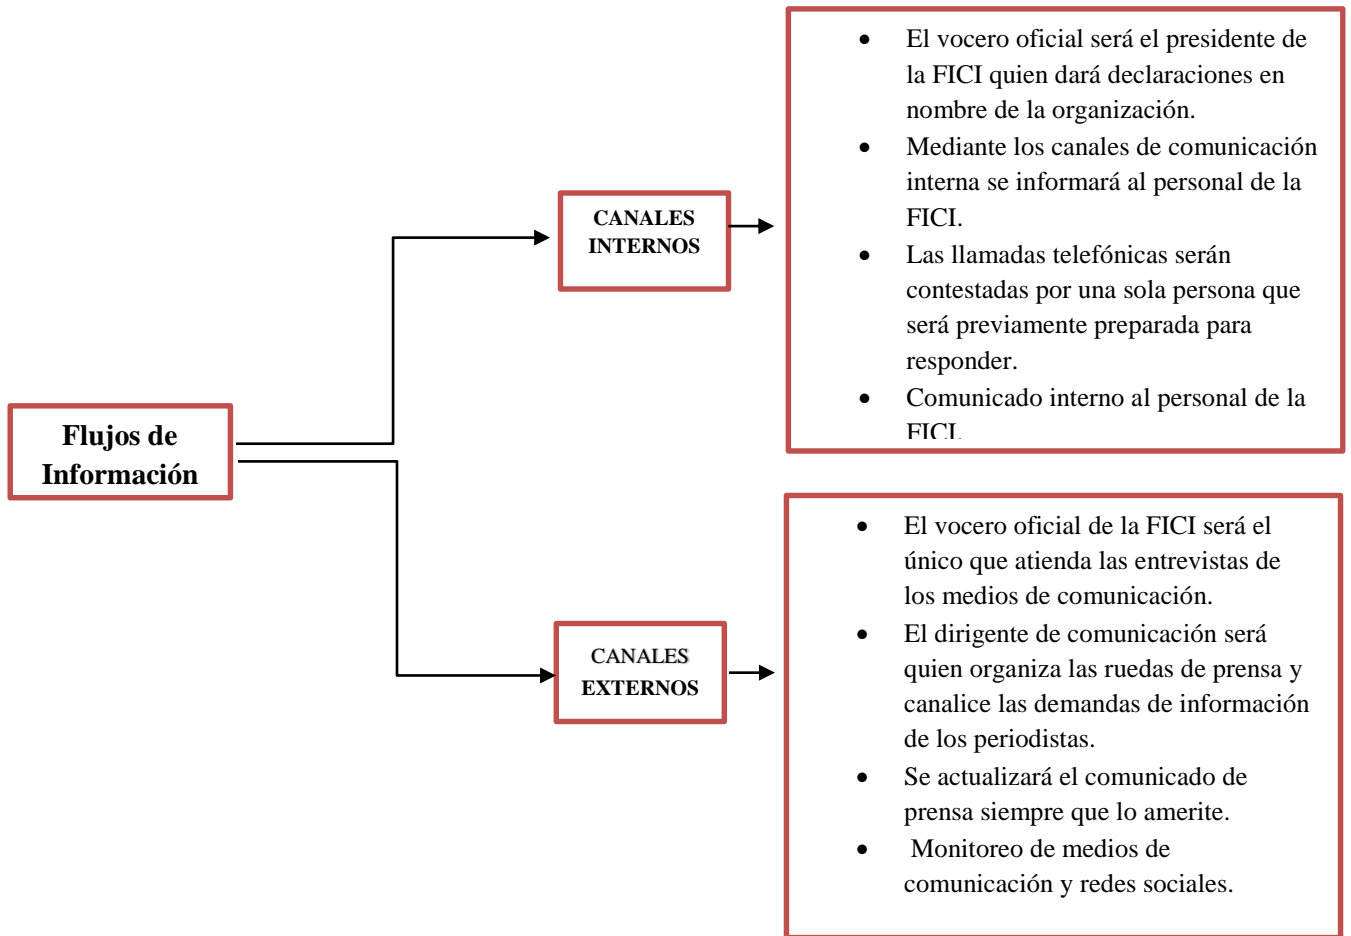 Flujos de
Información
CANALES
INTERNOS
• El vocero oficial será el presidente de
la FICI quien dará declaraciones en
nombre de la organización.
• Mediante los canales de comunicación
interna se informará al personal de la
FICI.
• Las llamadas telefónicas serán
contestadas por una sola persona que
será previamente preparada para
responder.
• Comunicado interno al personal de la
FICI.
CANALES
EXTERNOS
• El vocero oficial de la FICI será el
único que atienda las entrevistas de
los medios de comunicación.
• El dirigente de comunicación será
quien organiza las ruedas de prensa y
canalice las demandas de información
de los periodistas.
• Se actualizará el comunicado de
prensa siempre que lo amerite.
• Monitoreo de medios de
comunicación y redes sociales.